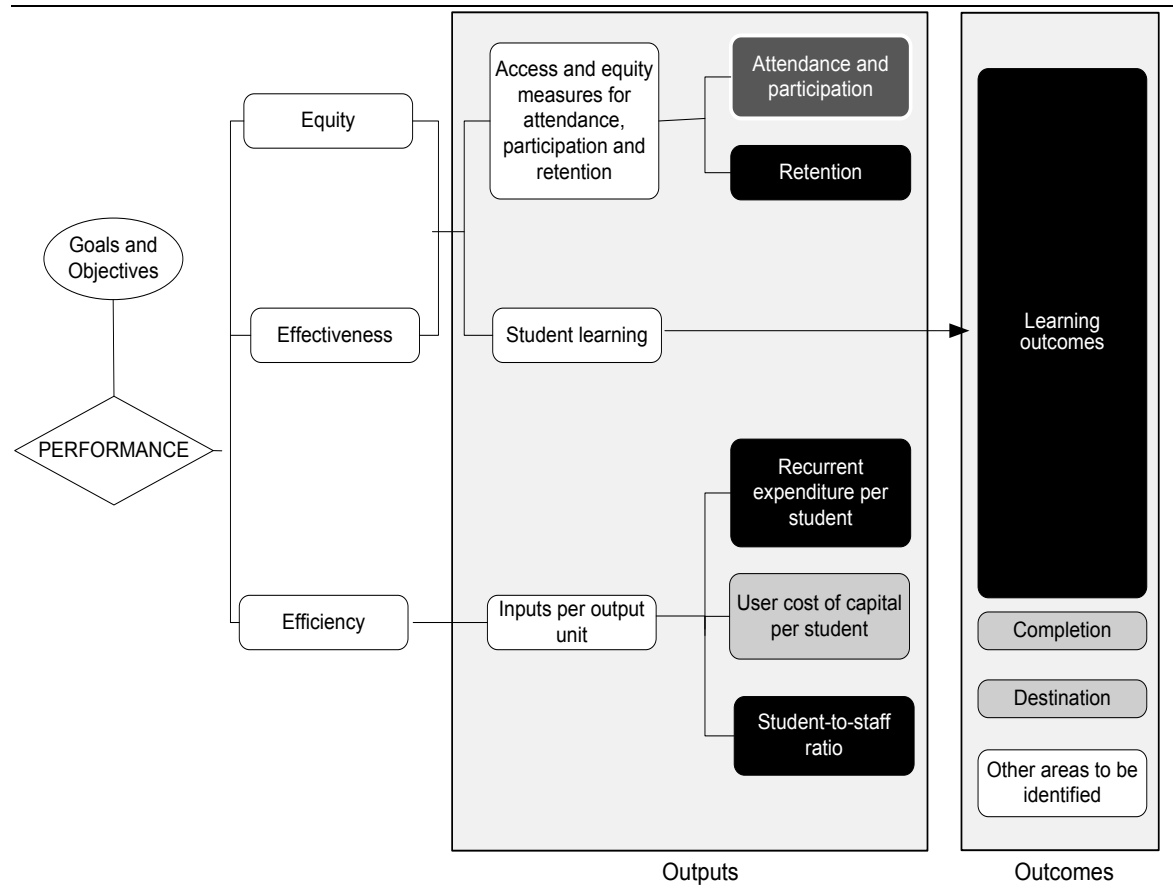 Goals and
Objectives
PERFORMANCE
Equity
Effectiveness
Efficiency
Access and equity
measures for
attendance,
participation and
retention
Student learning
Inputs per output
unit
Attendance and
participation
Retention
Recurrent
expenditure per
student
User cost of capital
per student
Student-to-staff
ratio
Outputs
Learning
outcomes
Completion
Destination
Other areas to be
identified
Outcomes